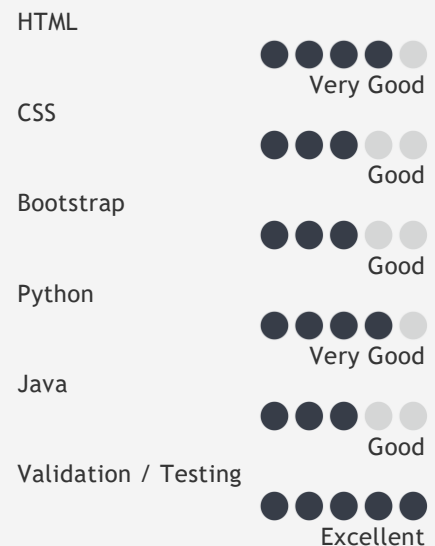 HTML
Very Good
CSS
Good
Bootstrap
Good
Python
Very Good
Java
Good
Validation / Testing
Excellent